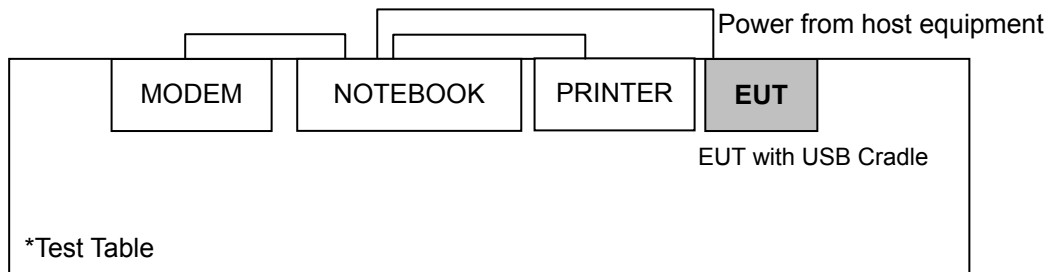 Power from host equipment
MODEM
NOTEBOOK
PRINTER
EUT
EUT with USB Cradle
*Test Table